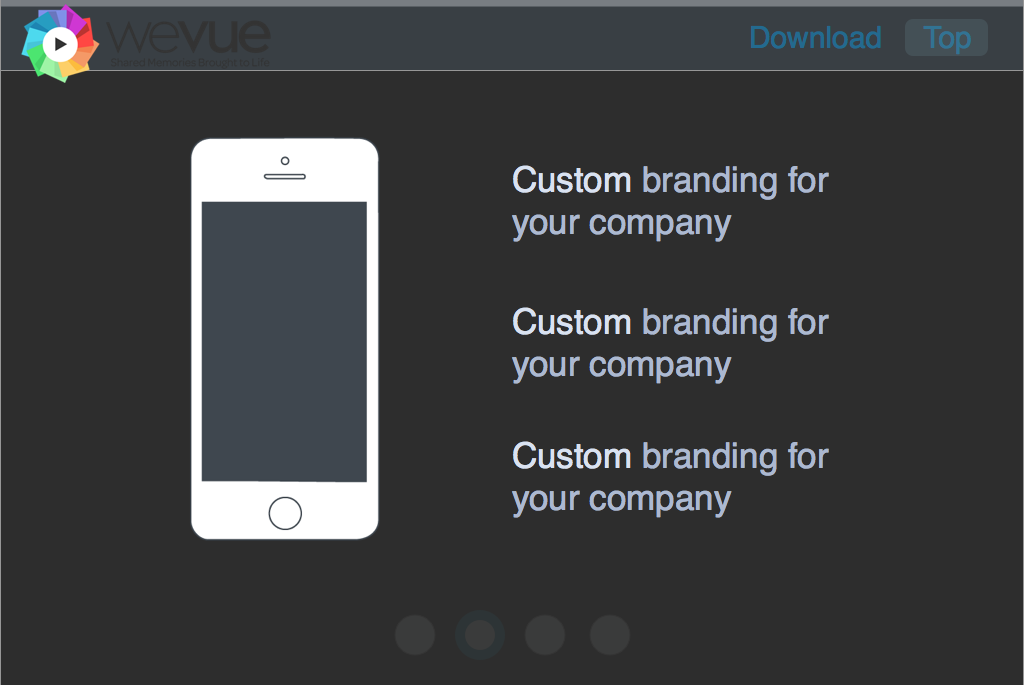 wevue
Shared Memories Brought to Life
Download
Top
Custom branding for
your company
Custom branding for
your company
Custom branding for
your company